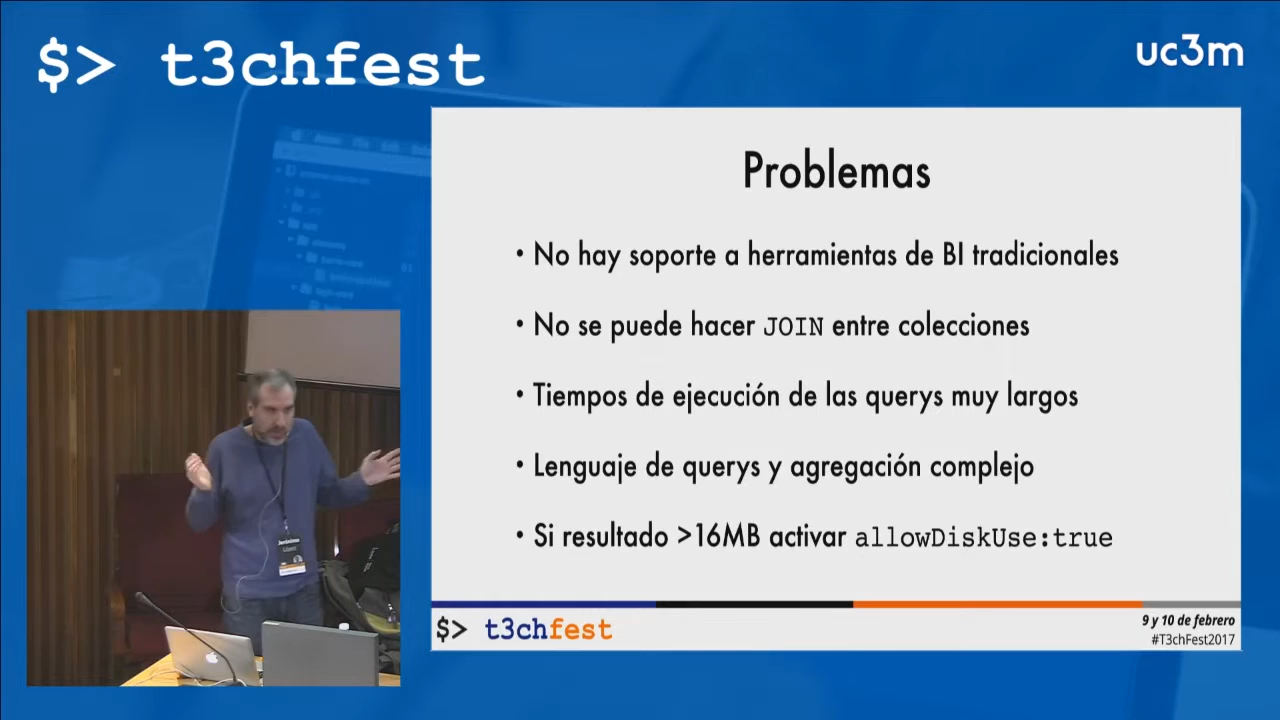 $> t3chfest
uc3m
Problemas
• No hay soporte a herramientas de BI tradicionales
• No se puede hacer JOIN entre colecciones
• Tiempos de ejecución de las querys muy largos
• Lenguaje de querys y agregación complejo
• Si resultado >16MB activar allowDiskUse:true
$> t3chfest
9 y 10 de febrero
#T3chFest2017
Jerónimo